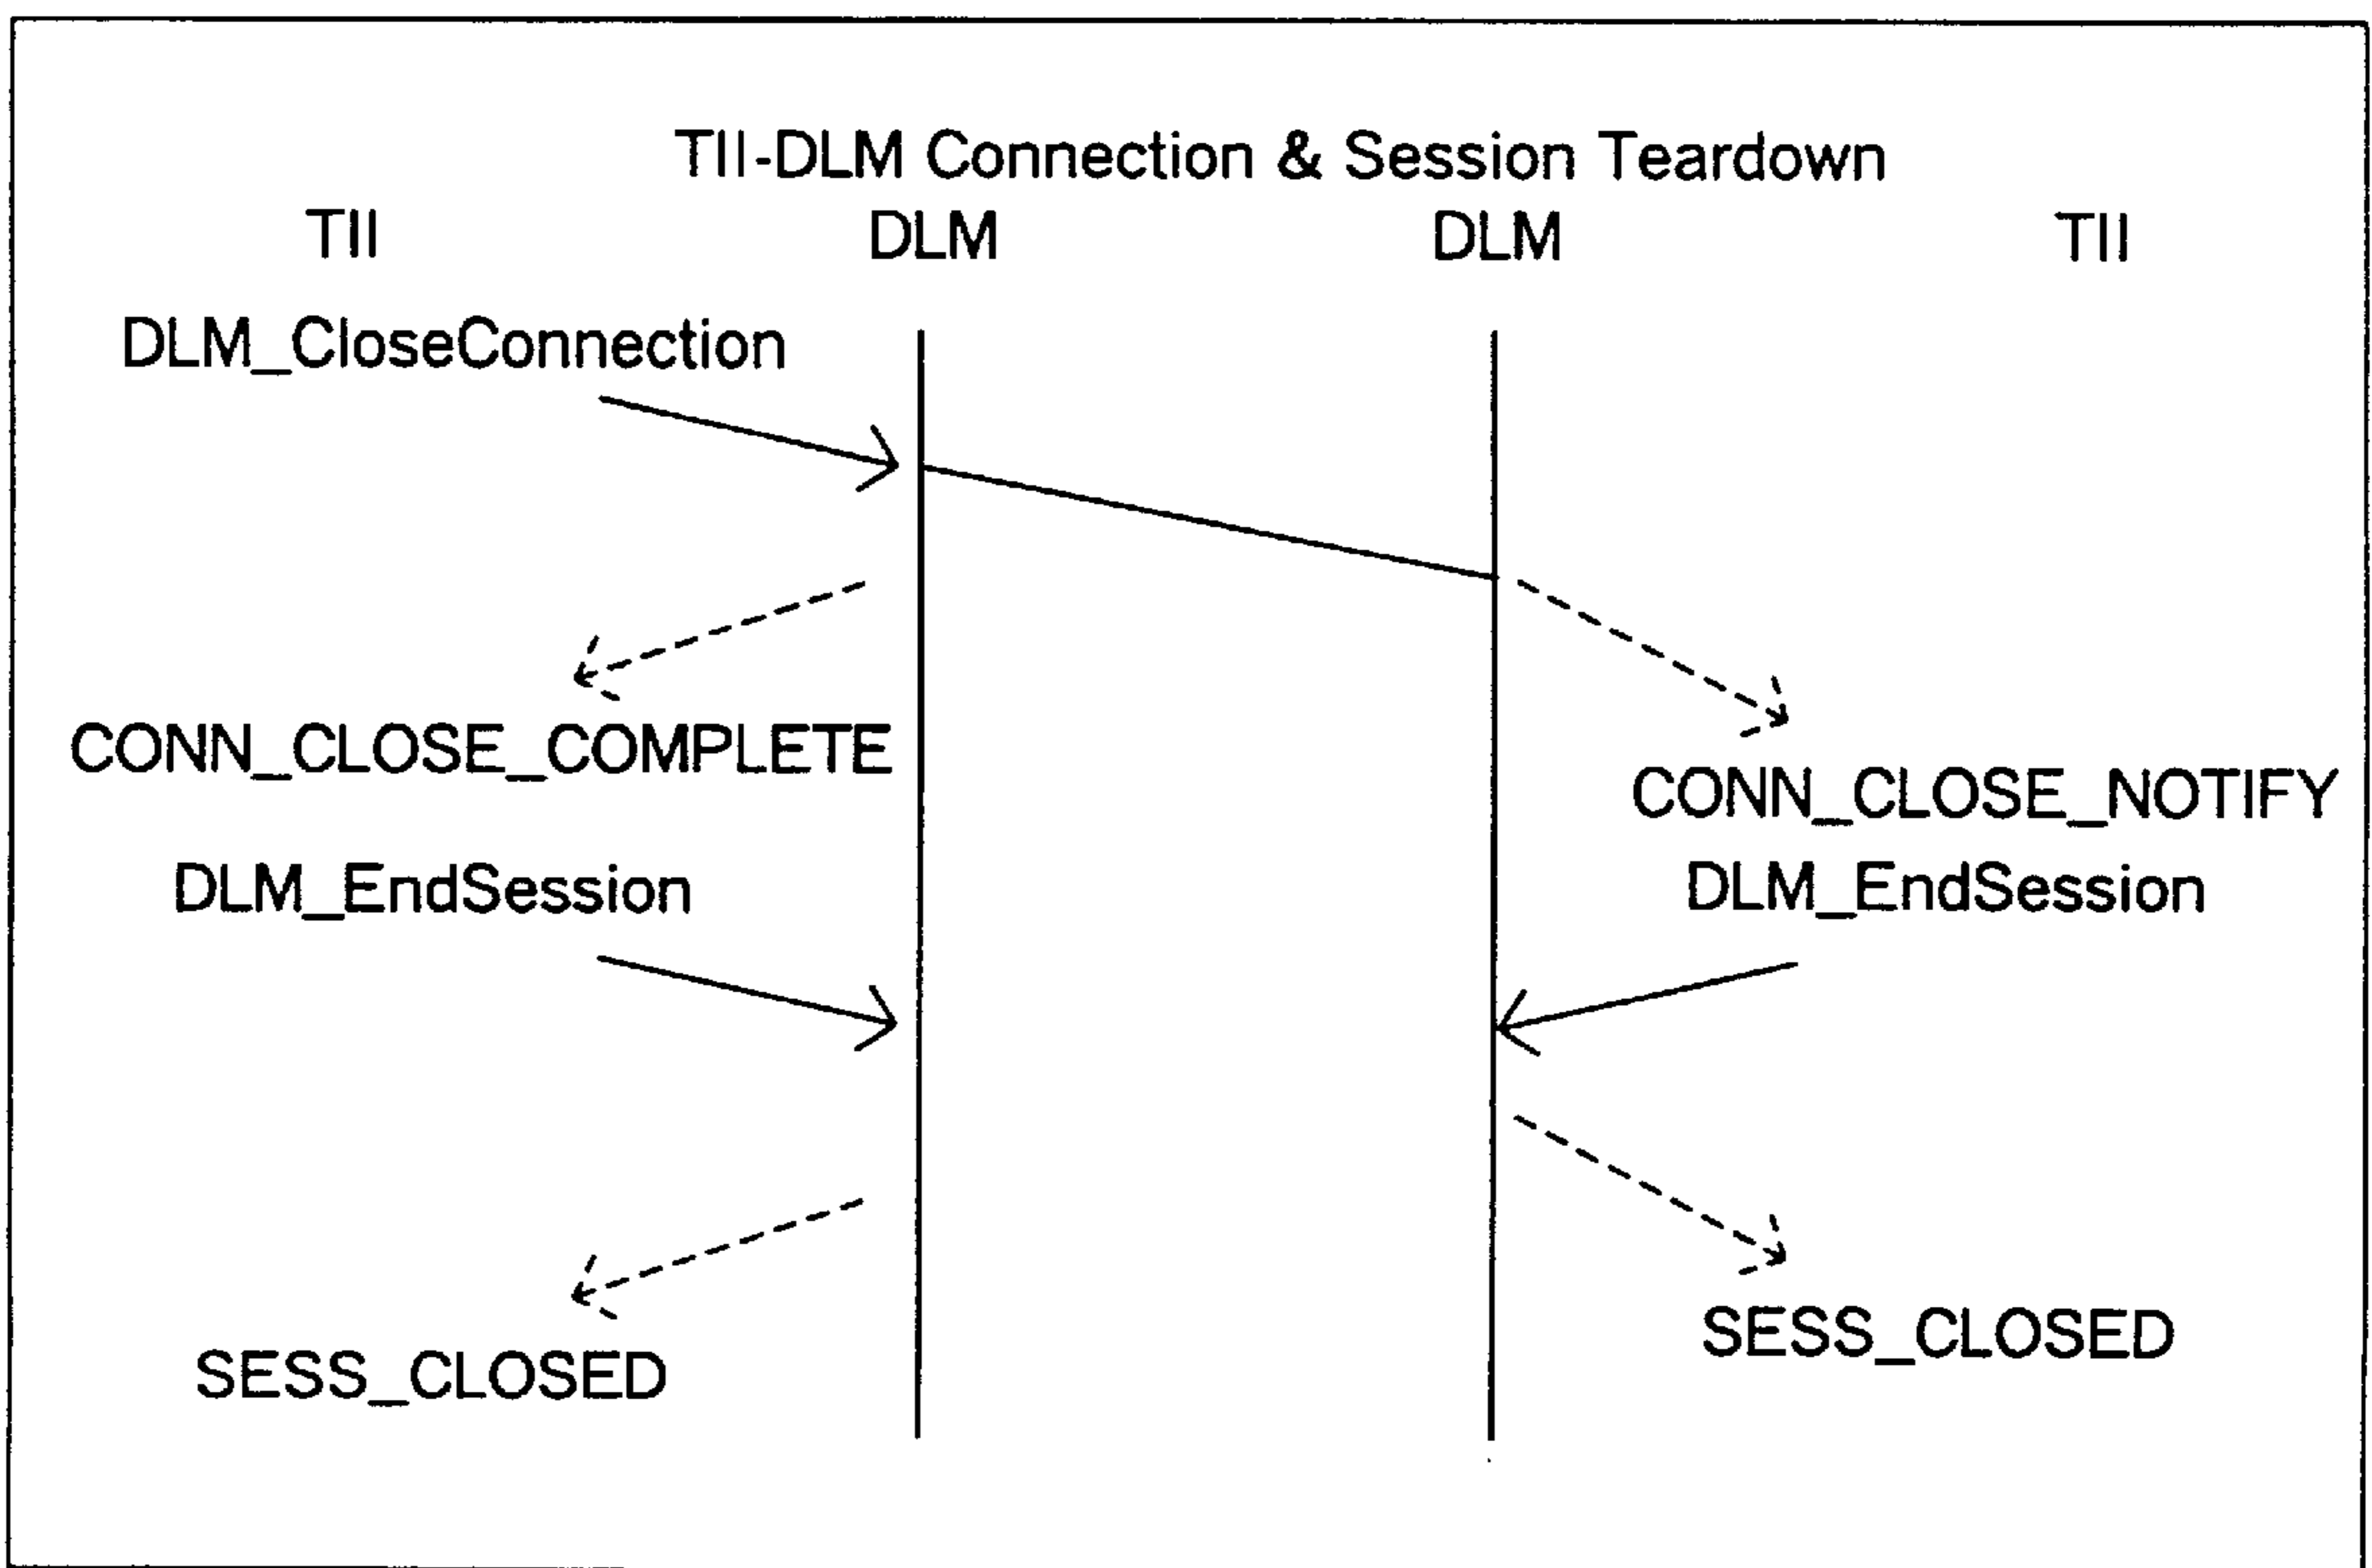 TII-DLM Connection & Session Teardown
TII DLM DLM TII
DLM_CloseConnection
CONN_CLOSE_COMPLETE
CONN_CLOSE_NOTIFY
DLM_EndSession DLM_EndSession
SESS_CLOSED
SESS_CLOSED